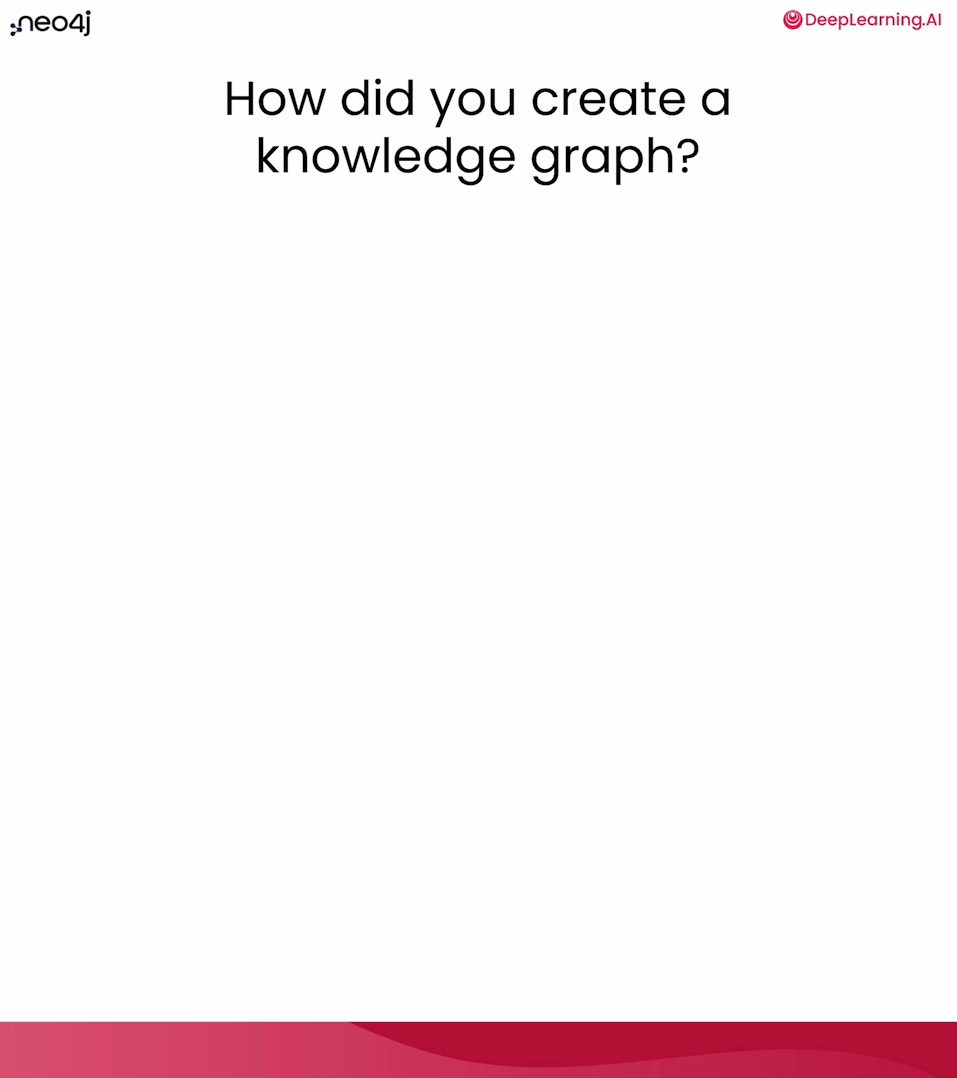 neo4j
DeepLearning.AI
How did you create a
knowledge graph?